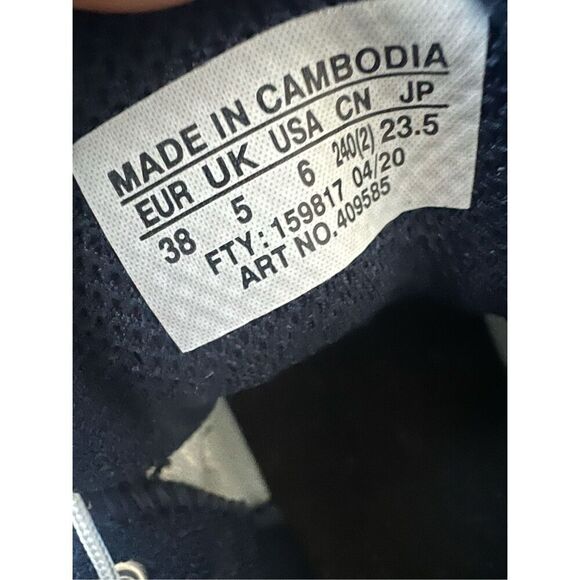 MADE IN CAMBODIA
EUR UK USA CN JP
38 5 6 240(2) 23.5
FTY: 159817 04/20
ART NO. 409585